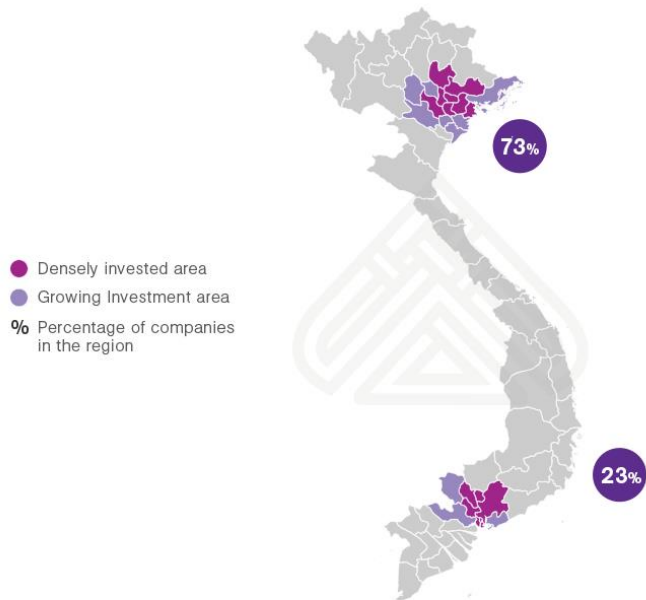 73%
Densely invested area
Growing Investment area
% Percentage of companies
in the region
23%